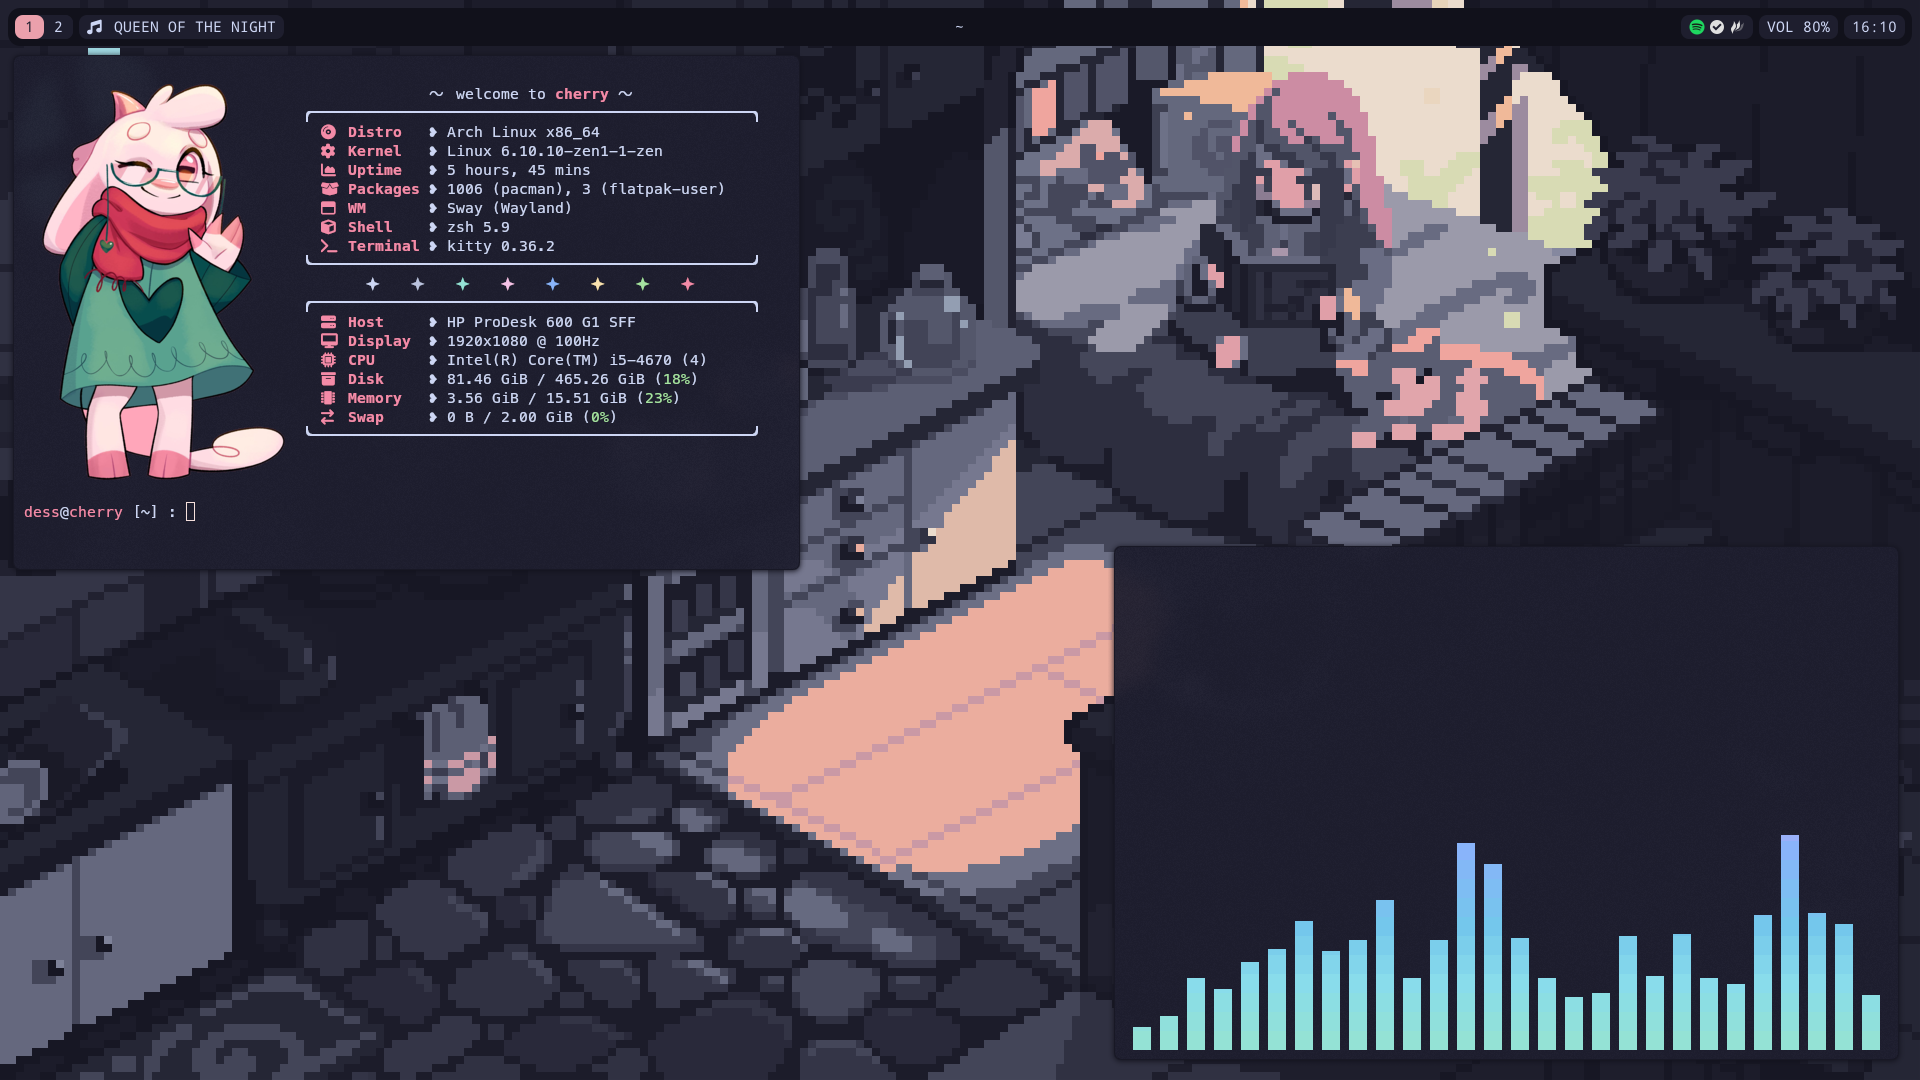 1 2 QUEEN OF THE NIGHT ~ VOL 80% 16:10
~ welcome to cherry ~
Distro ❥ Arch Linux x86_64
Kernel ❥ Linux 6.10.10-zen1-1-zen
Uptime ❥ 5 hours, 45 mins
Packages ❥ 1006 (pacman), 3 (flatpak-user)
WM ❥ Sway (Wayland)
Shell ❥ zsh 5.9
Terminal ❥ kitty 0.36.2
Host ❥ HP ProDesk 600 G1 SFF
Display ❥ 1920x1080 @ 100Hz
CPU ❥ Intel(R) Core(TM) i5-4670 (4)
Disk ❥ 81.46 GiB / 465.26 GiB (18%)
Memory ❥ 3.56 GiB / 15.51 GiB (23%)
Swap ❥ 0 B / 2.00 GiB (0%)
dess@cherry [~] :